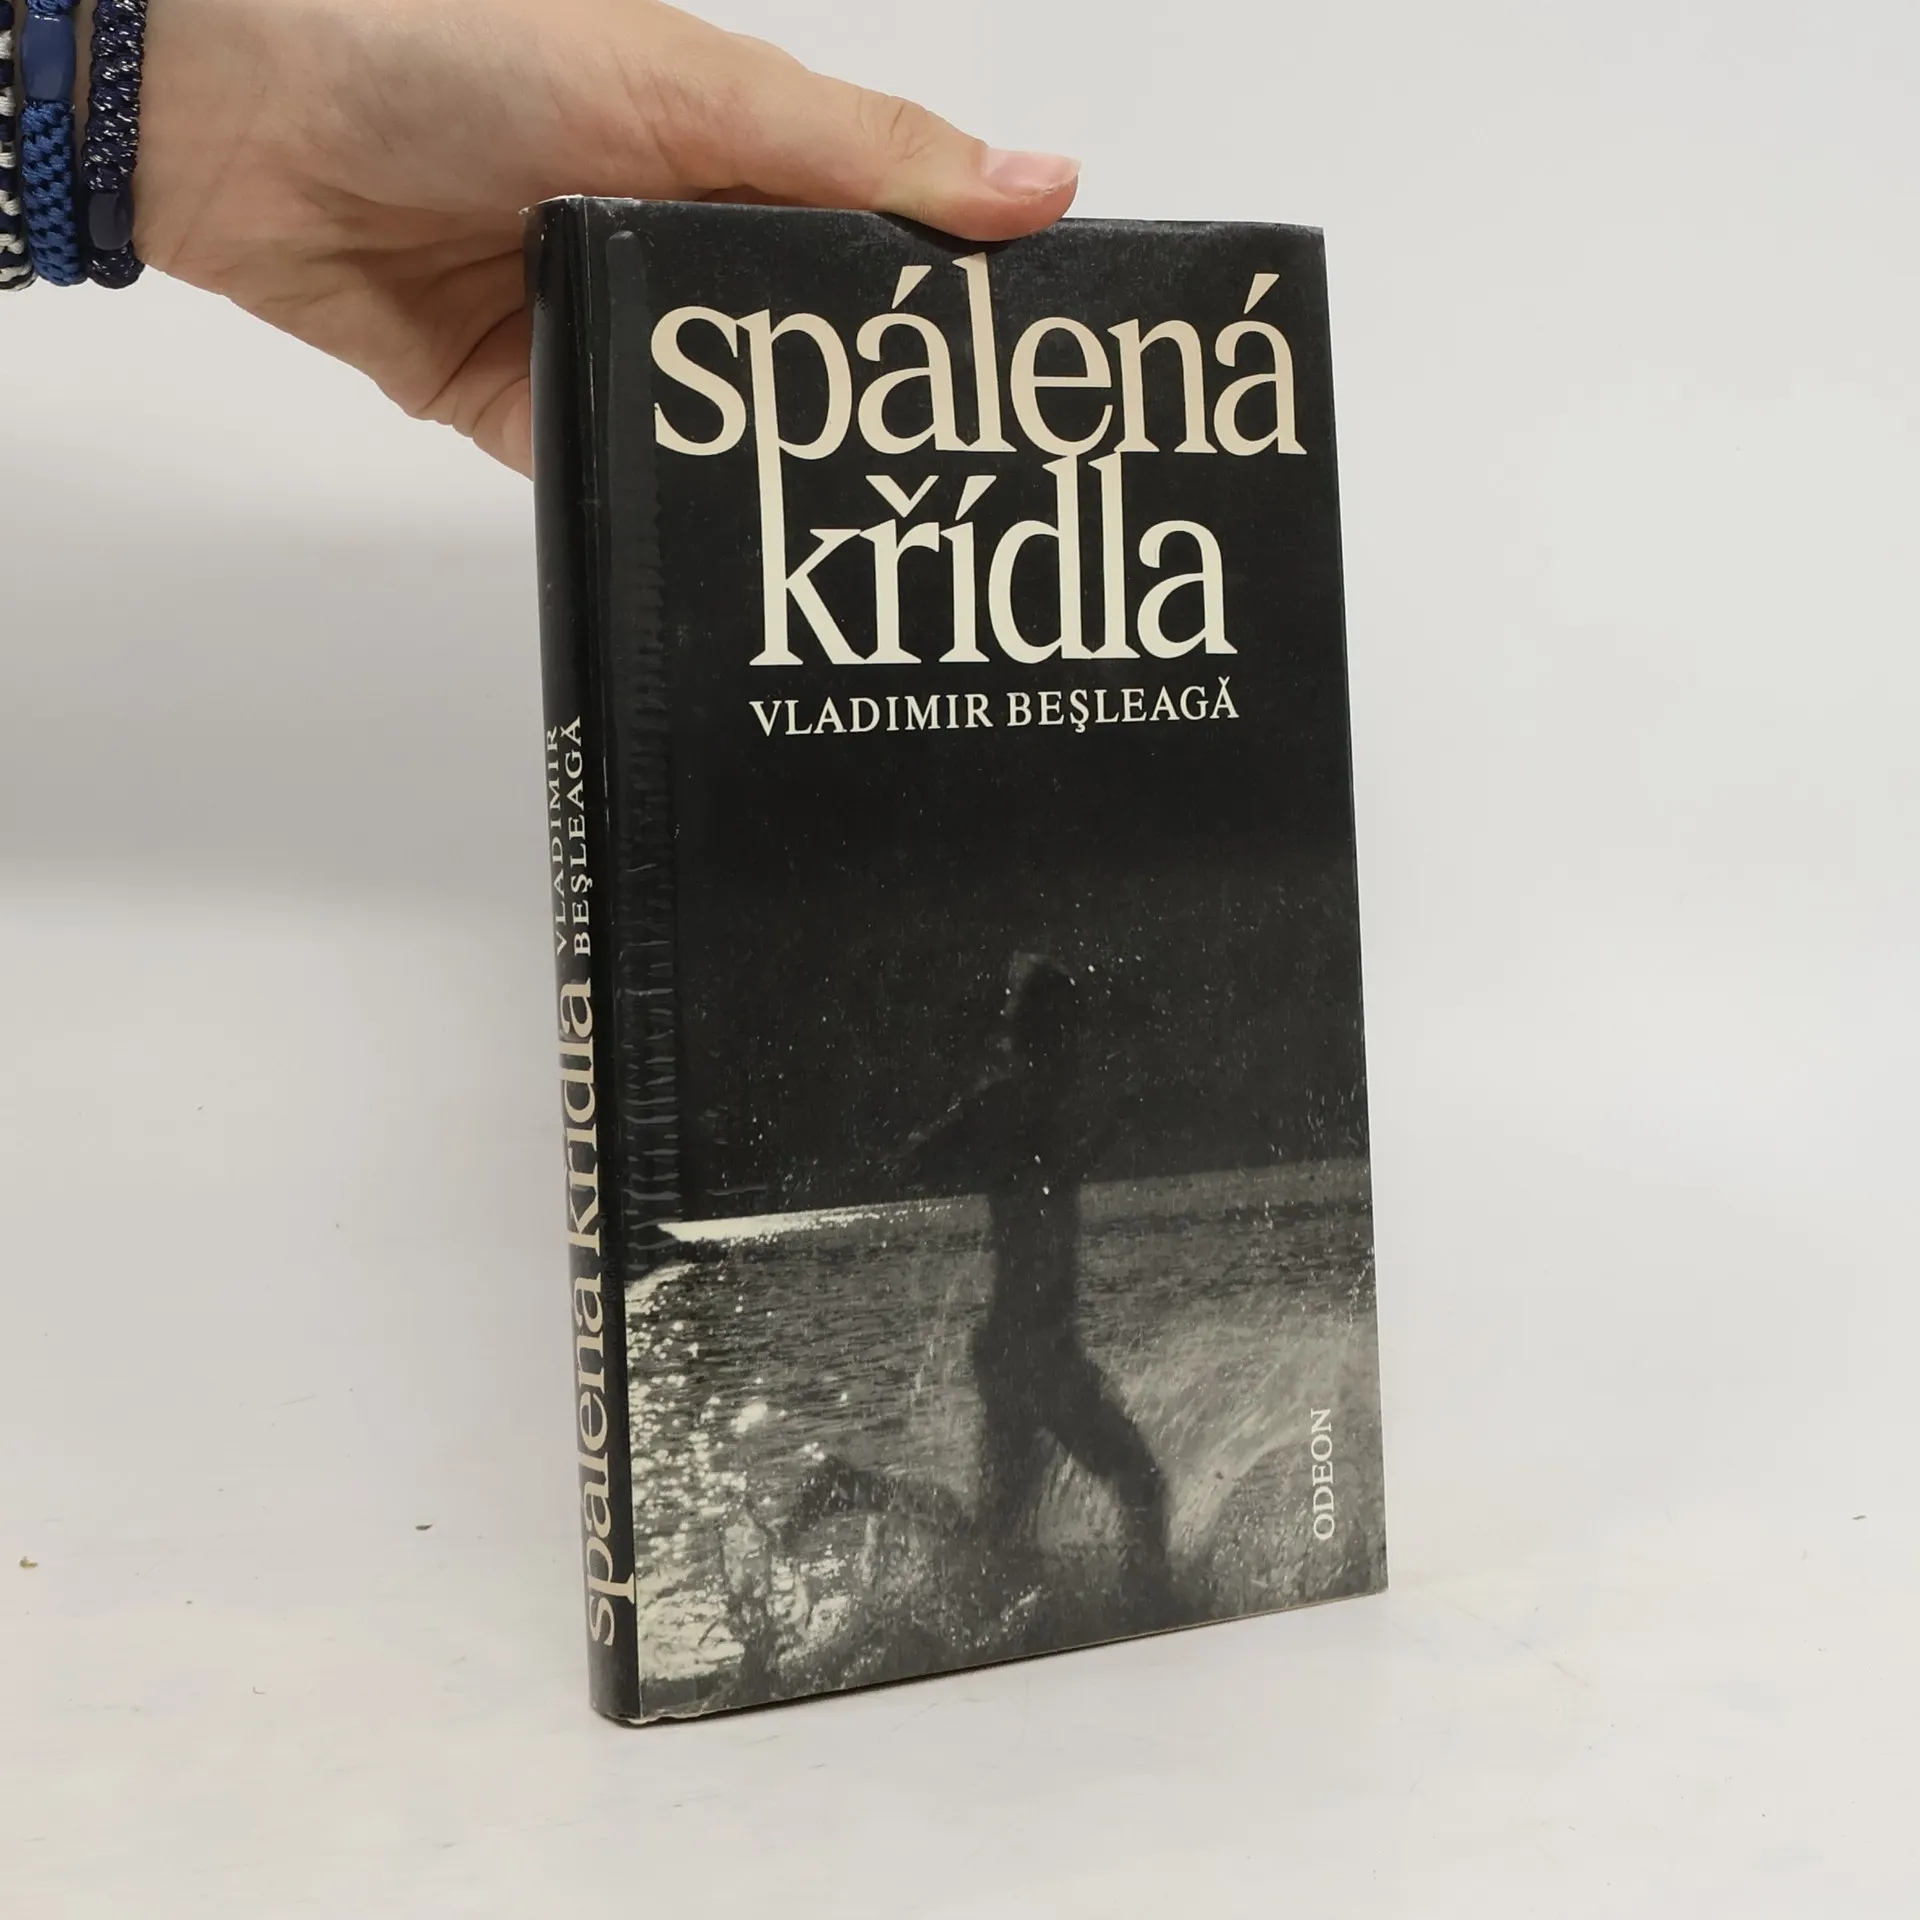 spálená
křídla
VLADIMIR BEŞLEAGĂ
ODEON
spálená křídla VLADIMIR
BEŞLEAGĂ